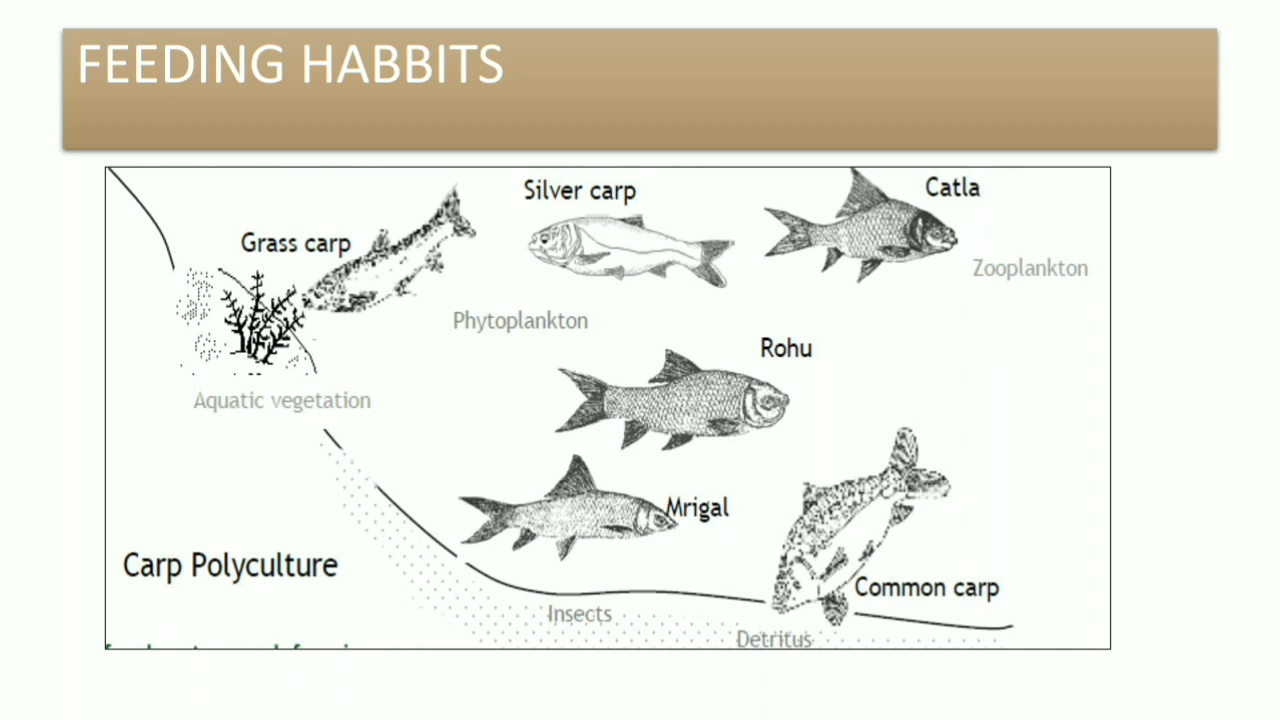 FEEDING HABBITS
Silver carp
Catla
Grass carp
Zooplankton
Phytoplankton
Rohu
Aquatic vegetation
Mrigal
Carp Polyculture
Common carp
Insects
Detritus